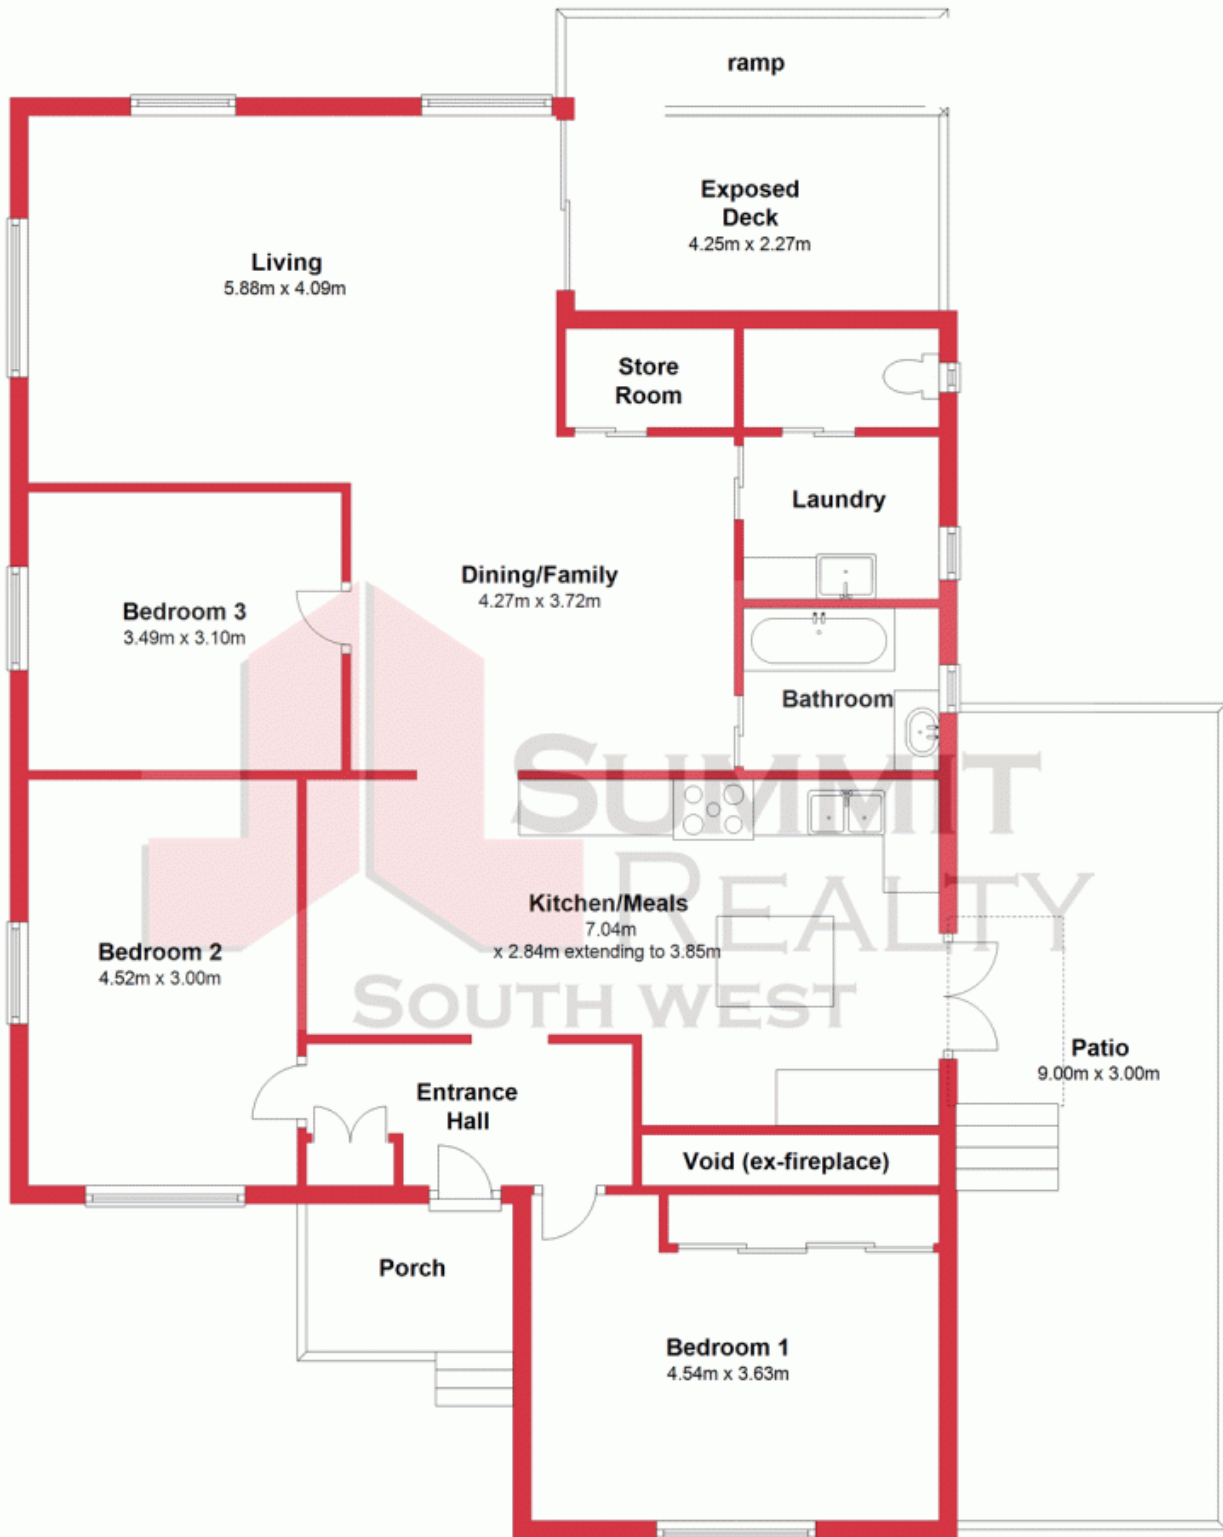 ramp
Exposed
Deck
4.25m x 2.27m
Living
5.88m x 4.09m
Store
Room
Laundry
Dining/Family
4.27m x 3.72m
Bedroom 3
3.49m x 3.10m
Bathroom
SUMMIT
REALTY
SOUTH WEST
Kitchen/Meals
7.04m
x 2.84m extending to 3.85m
Bedroom 2
4.52m x 3.00m
Patio
9.00m x 3.00m
Entrance
Hall
Void (ex-fireplace)
Porch
Bedroom 1
4.54m x 3.63m